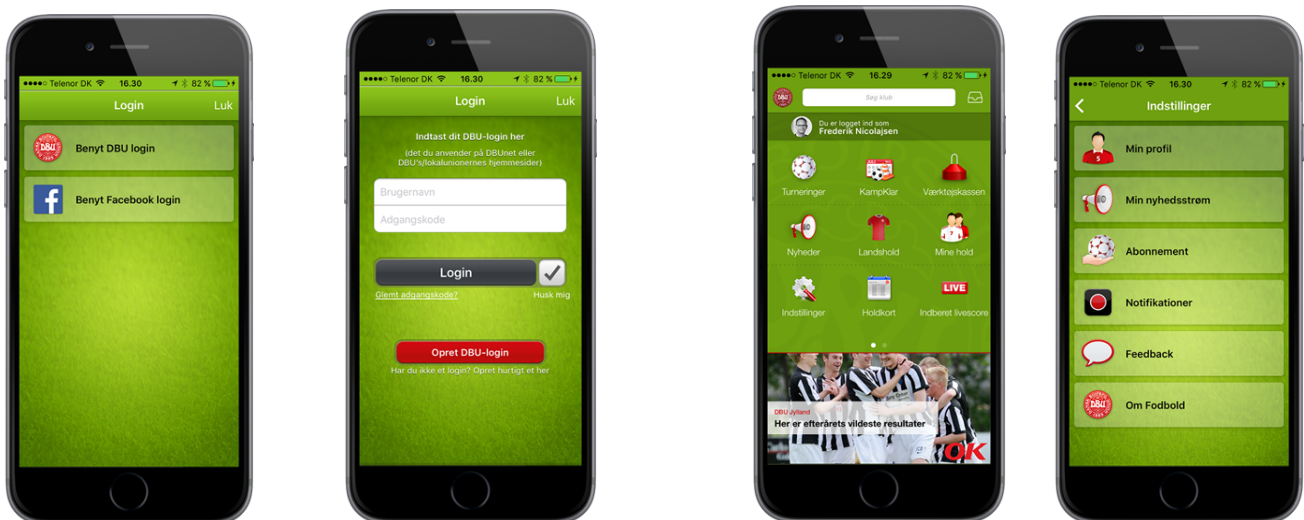 Telenor DK 16.30 82 %
Login Luk
DBU
Benyt DBU login
Benyt Facebook login
Telenor DK 16.30 82 %
Login Luk
Indtast dit DBU-login her
(det du anvender på DBUnet eller
DBU's/lokalunionernes hjemmesider)
Brugernavn
Adgangskode
Login
Glemt adgangskode? Husk mig
Opret DBU-login
Har du ikke et login? Opret hurtigt et her
Telenor DK 16.29 82 %
DBU Søg klub
Du er logget ind som
Frederik Nicolajsen
Turneringer KampKlar Værktøjskassen
Nyheder Landshold Mine hold
LIVE
Indstillinger Holdkort Indberet livescore
DBU Jylland
Her er efterårets vildeste resultater
OK
Telenor DK 16.30 82 %
Indstillinger
5
Min profil
Min nyhedsstrøm
Abonnement
Notifikationer
Feedback
DBU
Om Fodbold